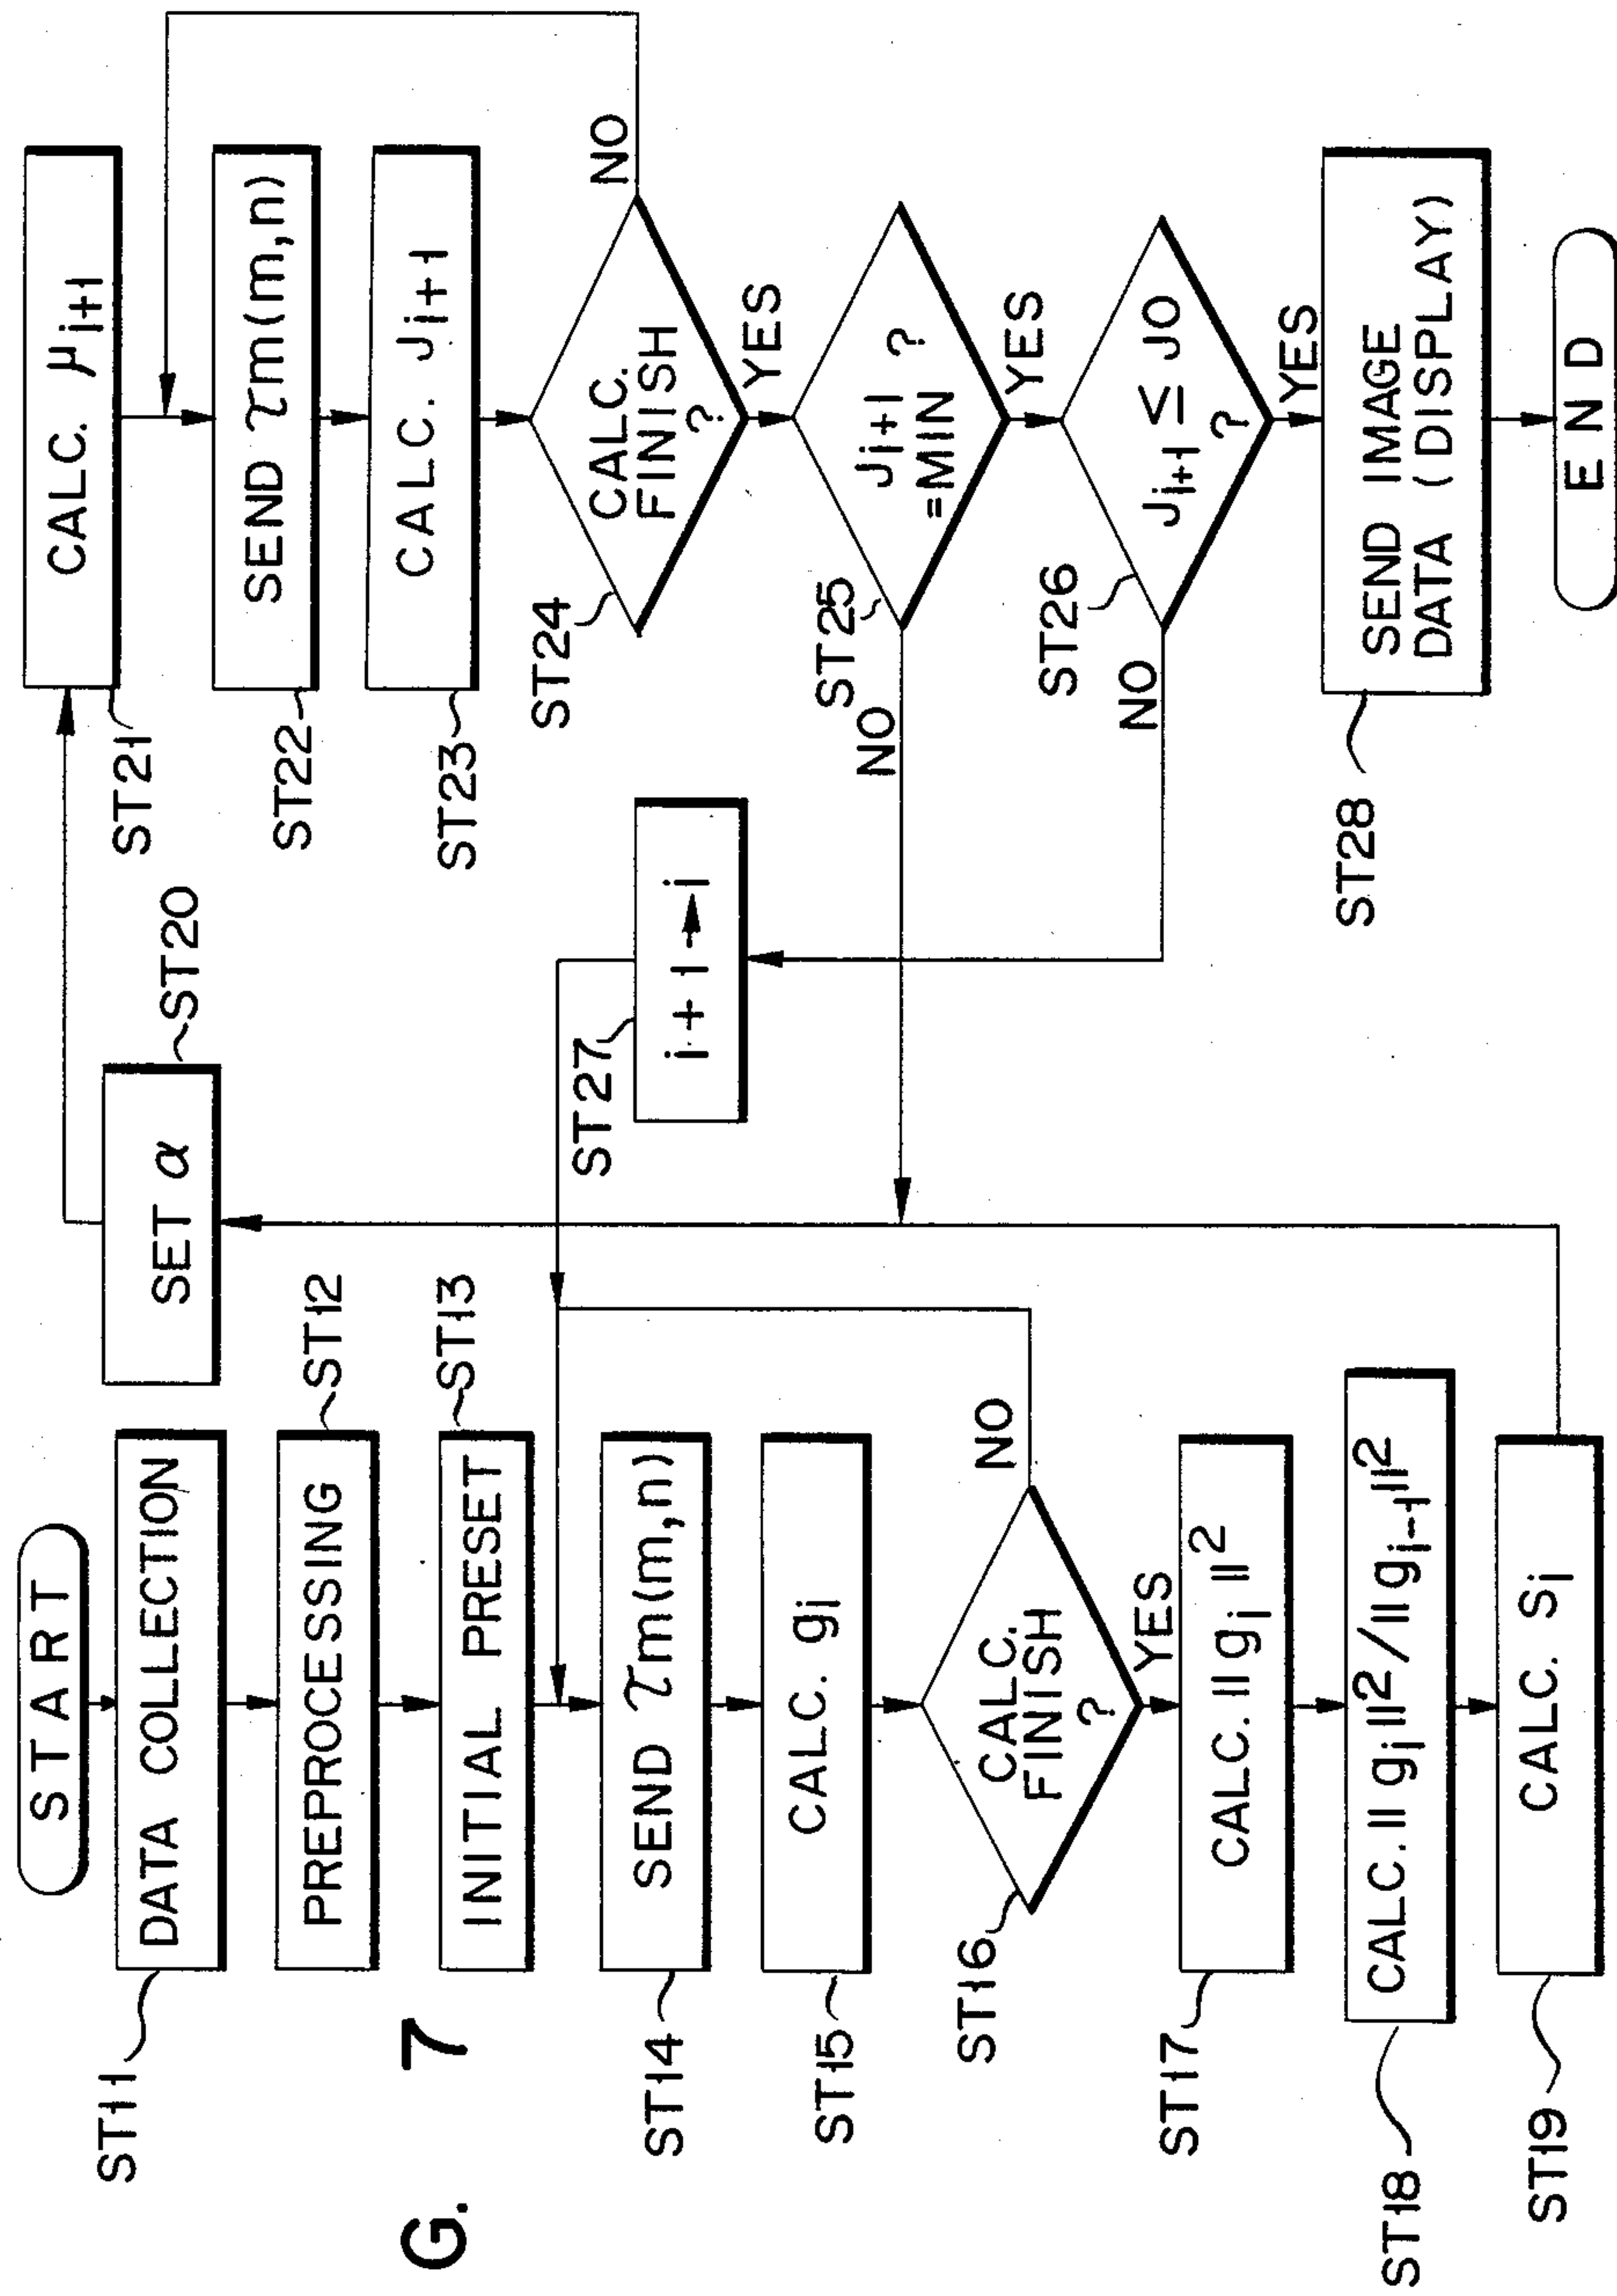 START
DATA COLLECTION
ST11
PREPROCESSING
ST12
INITIAL PRESET
ST13
SEND τm(m,n)
ST14
CALC. gi
ST15
CALC.
FINISH
?
ST16
NO
YES
CALC. || gi ||²
ST17
CALC. || gi ||² / || gi-1 ||²
ST18
CALC. Si
ST19
SET α
ST20
CALC. μi+1
ST21
SEND τm(m,n)
ST22
CALC. Ji+1
ST23
CALC.
FINISH
?
ST24
NO
YES
Ji+1 ?
=MIN
ST25
NO
YES
Ji+1 ≤ JO
?
ST26
NO
YES
i + 1 → i
ST27
SEND IMAGE
DATA (DISPLAY)
ST28
END
G. 7